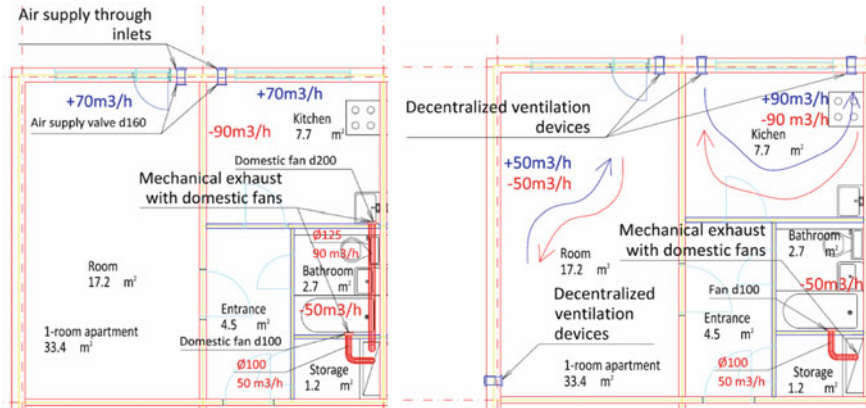 Air supply through
inlets
+70m3/h
+70m3/h
Air supply valve d160
-90m3/h
Kitchen
7.7 m²
Domestic fan d200
Mechanical exhaust
with domestic fans
Ø125
90 m3/h
Room
17.2 m²
Bathroom
2.7 m²
Entrance
4.5 m²
-50m3/h
1-room apartment
33.4 m²
Domestic fan d100
Ø100
50 m3/h
Storage
1.2 m²
Decentralized ventilation
devices
+90m3/h
-90 m3/h
Kichen
7.7 m²
+50m3/h
-50m3/h
Mechanical exhaust
with domestic fans
Room
17.2 m²
Bathroom
2.7 m²
-50m3/h
Fan d100
Decentralized
ventilation
devices
Entrance
4.5 m²
1-room apartment
33.4 m²
Ø100
50 m3/h
Storage
1.2 m²